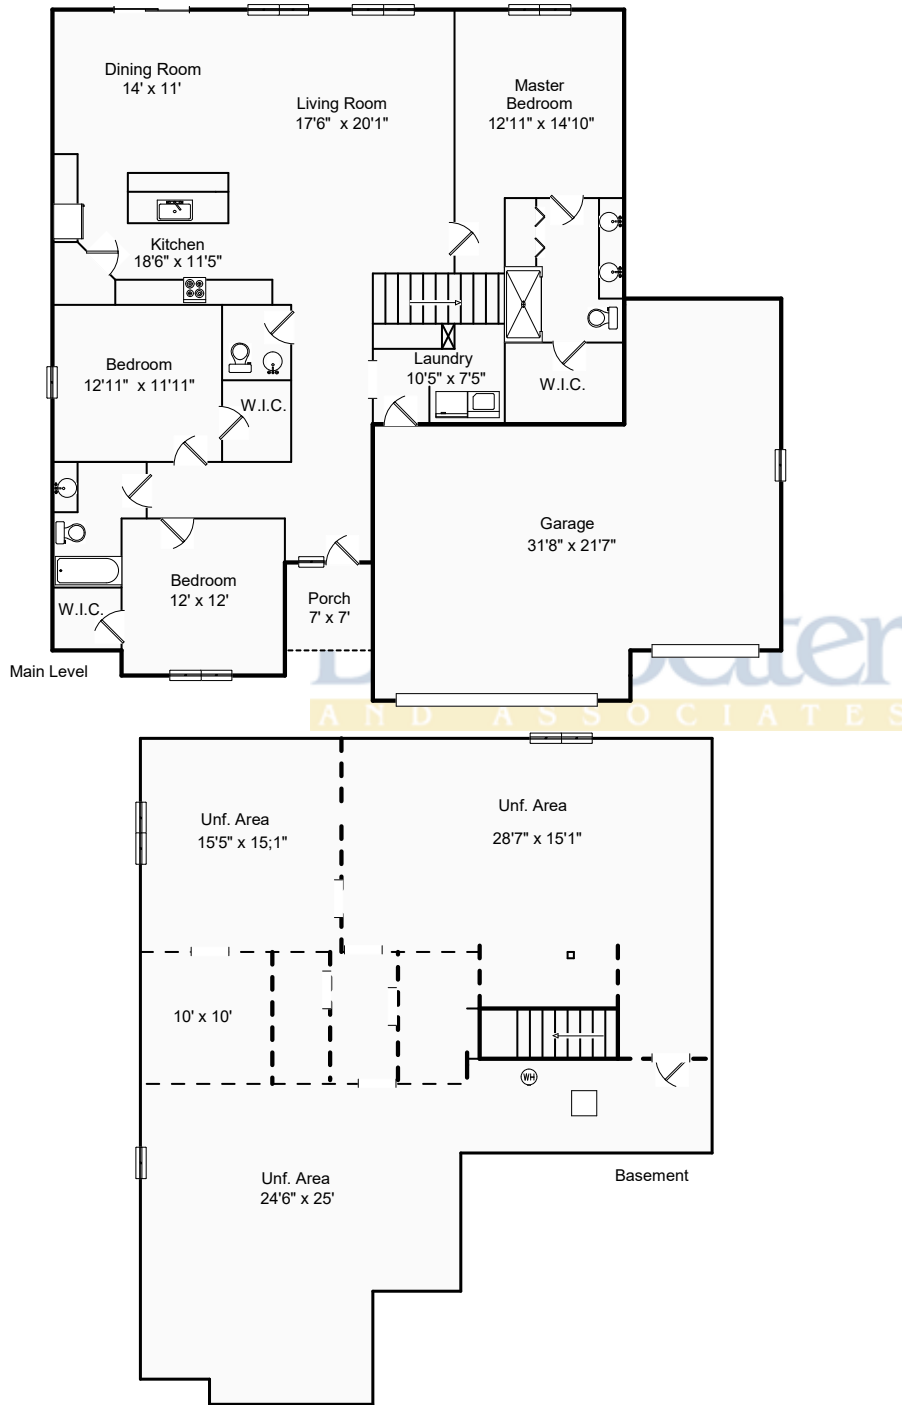 Dining Room
14' x 11'
Living Room
17'6" x 20'1"
Master
Bedroom
12'11" x 14'10"
Kitchen
18'6" x 11'5"
Bedroom
12'11" x 11'11"
W.I.C.
Laundry
10'5" x 7'5"
W.I.C.
Garage
31'8" x 21'7"
Bedroom
12' x 12'
W.I.C.
Porch
7' x 7'
Main Level
AND ASSOCIATES
Unf. Area
15'5" x 15;1"
Unf. Area
28'7" x 15'1"
10' x 10'
WH
Unf. Area
24'6" x 25'
Basement